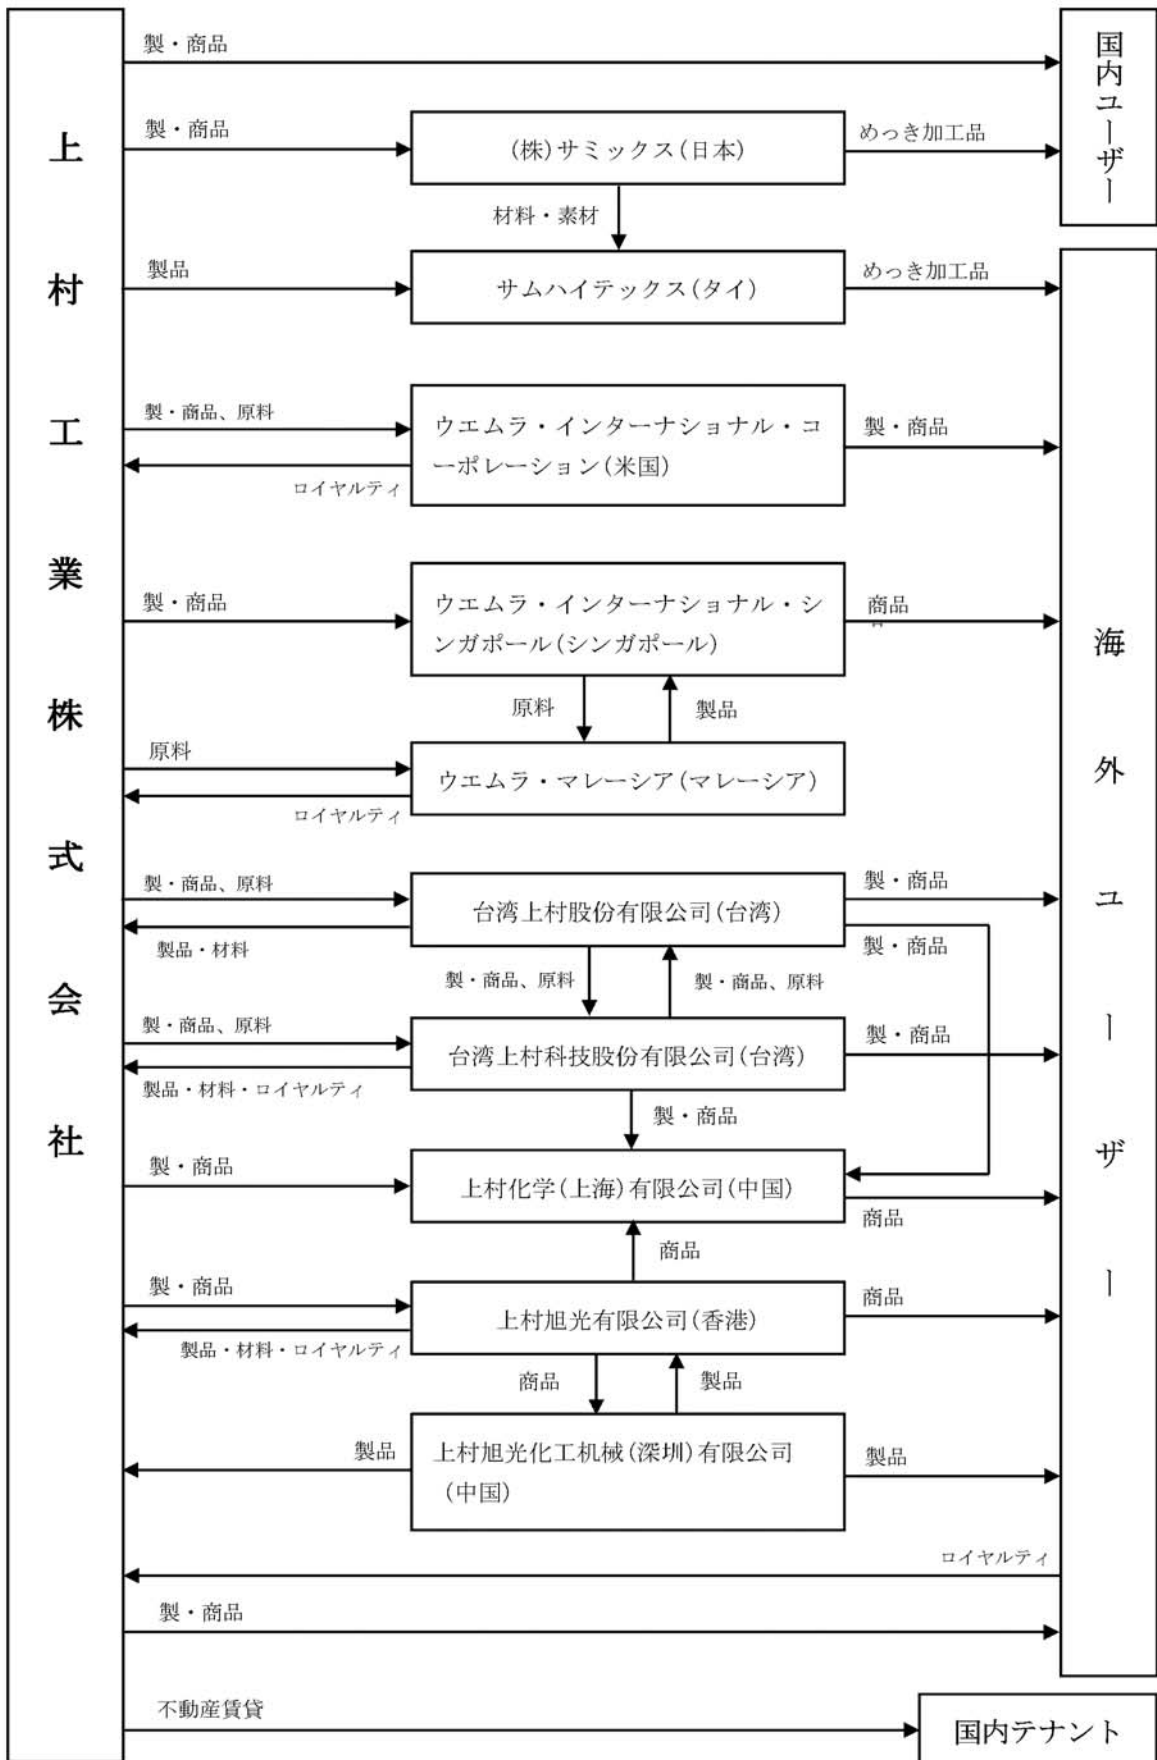 上村工業株式会社
製・商品
国内ユーザー
製・商品
(株)サミックス(日本)
めっき加工品
材料・素材
製品
サムハイテックス(タイ)
めっき加工品
海外ユーザー
製・商品、原料
ウエムラ・インターナショナル・コ
ーポレーション(米国)
製・商品
ロイヤルティ
製・商品
ウエムラ・インターナショナル・シ
ンガポール(シンガポール)
商品
原料
製品
原料
ウエムラ・マレーシア(マレーシア)
ロイヤルティ
製・商品、原料
台湾上村股份有限公司(台湾)
製・商品
製品・材料
製・商品
製・商品、原料
製・商品、原料
製・商品、原料
台湾上村科技股份有限公司(台湾)
製・商品
製品・材料・ロイヤルティ
製・商品
製・商品
上村化学(上海)有限公司(中国)
商品
商品
製・商品
上村旭光有限公司(香港)
商品
製品・材料・ロイヤルティ
商品
製品
製品
上村旭光化工机械(深圳)有限公司
(中国)
製品
ロイヤルティ
製・商品
不動産賃貸
国内テナント